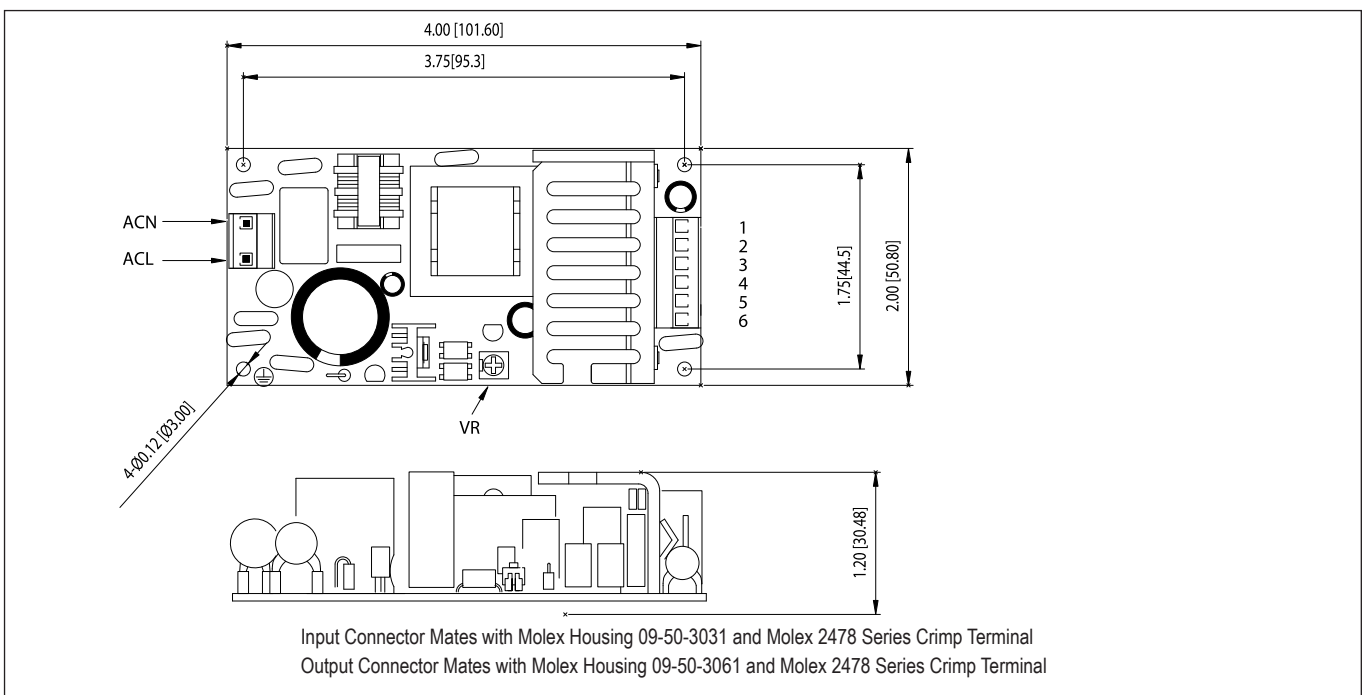 4.00 [101.60]
3.75[95.3]
ACN
ACL
1
2
3
4
5
6
1.75[44.5]
2.00 [50.80]
VR
4-Ø0.12 [Ø3.00]
1.20 [30.48]
Input Connector Mates with Molex Housing 09-50-3031 and Molex 2478 Series Crimp Terminal
Output Connector Mates with Molex Housing 09-50-3061 and Molex 2478 Series Crimp Terminal